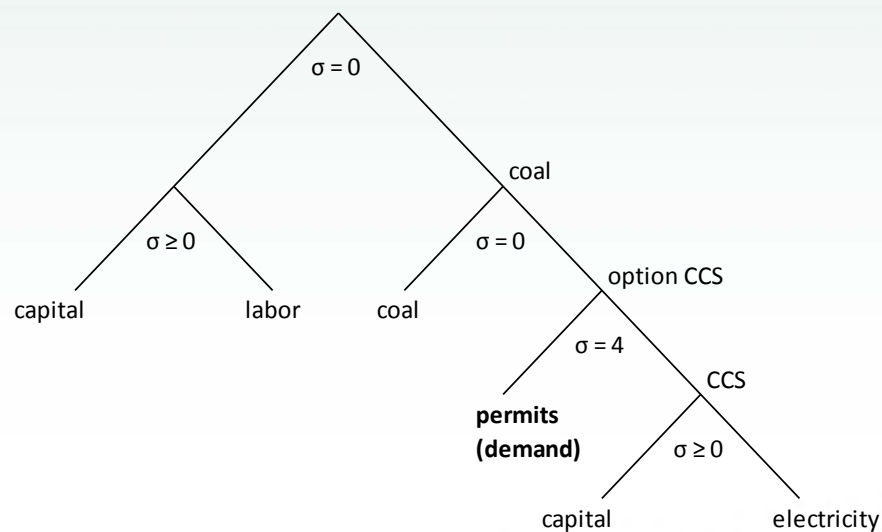 σ = 0
coal
σ ≥ 0
σ = 0
option CCS
capital
labor
coal
σ = 4
CCS
permits
(demand)
σ ≥ 0
capital
electricity